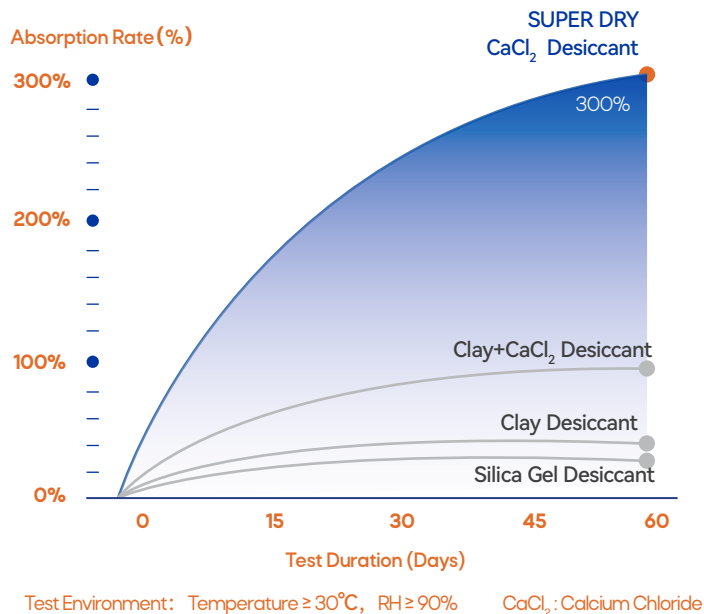 SUPER DRY
CaCl₂ Desiccant
Absorption Rate(%)
300%
300%
200%
Clay+CaCl₂ Desiccant
100%
Clay Desiccant
Silica Gel Desiccant
0%
0 15 30 45 60
Test Duration (Days)
Test Environment: Temperature ≥ 30℃, RH ≥ 90% CaCl₂ : Calcium Chloride